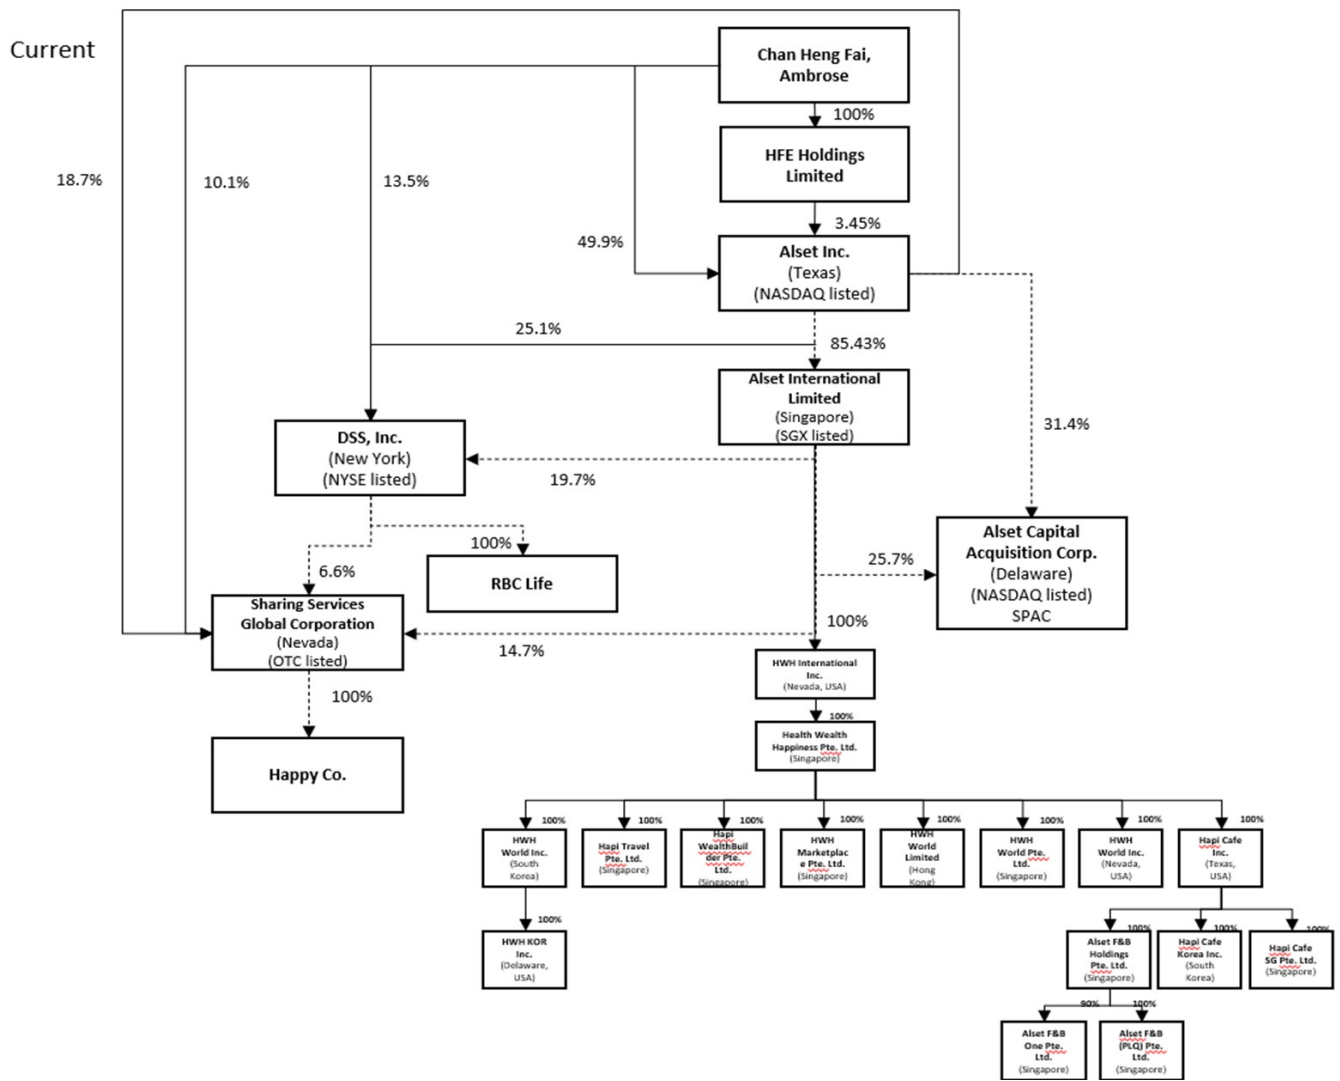 Current
Chan Heng Fai,
Ambrose
100%
HFE Holdings
Limited
18.7%
10.1%
13.5%
3.45%
49.9%
Alset Inc.
(Texas)
(NASDAQ listed)
25.1%
85.43%
Alset International
Limited
(Singapore)
(SGX listed)
31.4%
DSS, Inc.
(New York)
(NYSE listed)
19.7%
Alset Capital
Acquisition Corp.
(Delaware)
(NASDAQ listed)
SPAC
100%
25.7%
6.6%
RBC Life
Sharing Services
Global Corporation
(Nevada)
(OTC listed)
14.7%
100%
HWH International
Inc.
(Nevada, USA)
100%
100%
Health Wealth
Happiness Pte. Ltd.
(Singapore)
Happy Co.
100%
100%
100%
100%
100%
100%
100%
100%
HWH
World Inc.
(South
Korea)
Hapi Travel
Pte. Ltd.
(Singapore)
Hapi
WealthBuil
der Pte.
Ltd.
(Singapore)
HWH
Marketplac
e Pte. Ltd.
(Singapore)
HWH
World
Limited
(Hong
Kong)
HWH
World Pte.
Ltd.
(Singapore)
HWH
World Inc.
(Nevada,
USA)
Hapi Cafe
Inc.
(Texas,
USA)
100%
100%
100%
100%
HWH KOR
Inc.
(Delaware,
USA)
Alset F&B
Holdings
Pte. Ltd.
(Singapore)
Hapi Cafe
Korea Inc.
(South
Korea)
Hapi Cafe
SG Pte. Ltd.
(Singapore)
90%
100%
Alset F&B
One Pte.
Ltd.
(Singapore)
Alset F&B
(PLQ) Pte.
Ltd.
(Singapore)